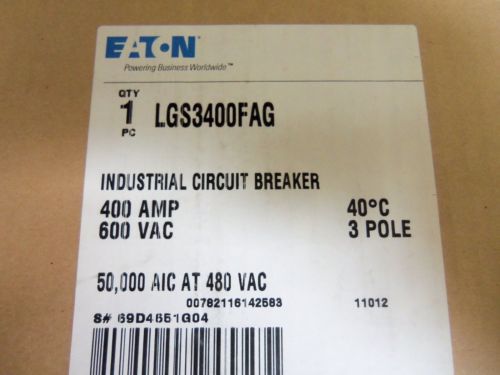 EATON
Powering Business Worldwide™
QTY
1 LGS3400FAG
PC
INDUSTRIAL CIRCUIT BREAKER
400 AMP 40°C
600 VAC 3 POLE
50,000 AIC AT 480 VAC
00782116142583 11012
S# 69D4651G04